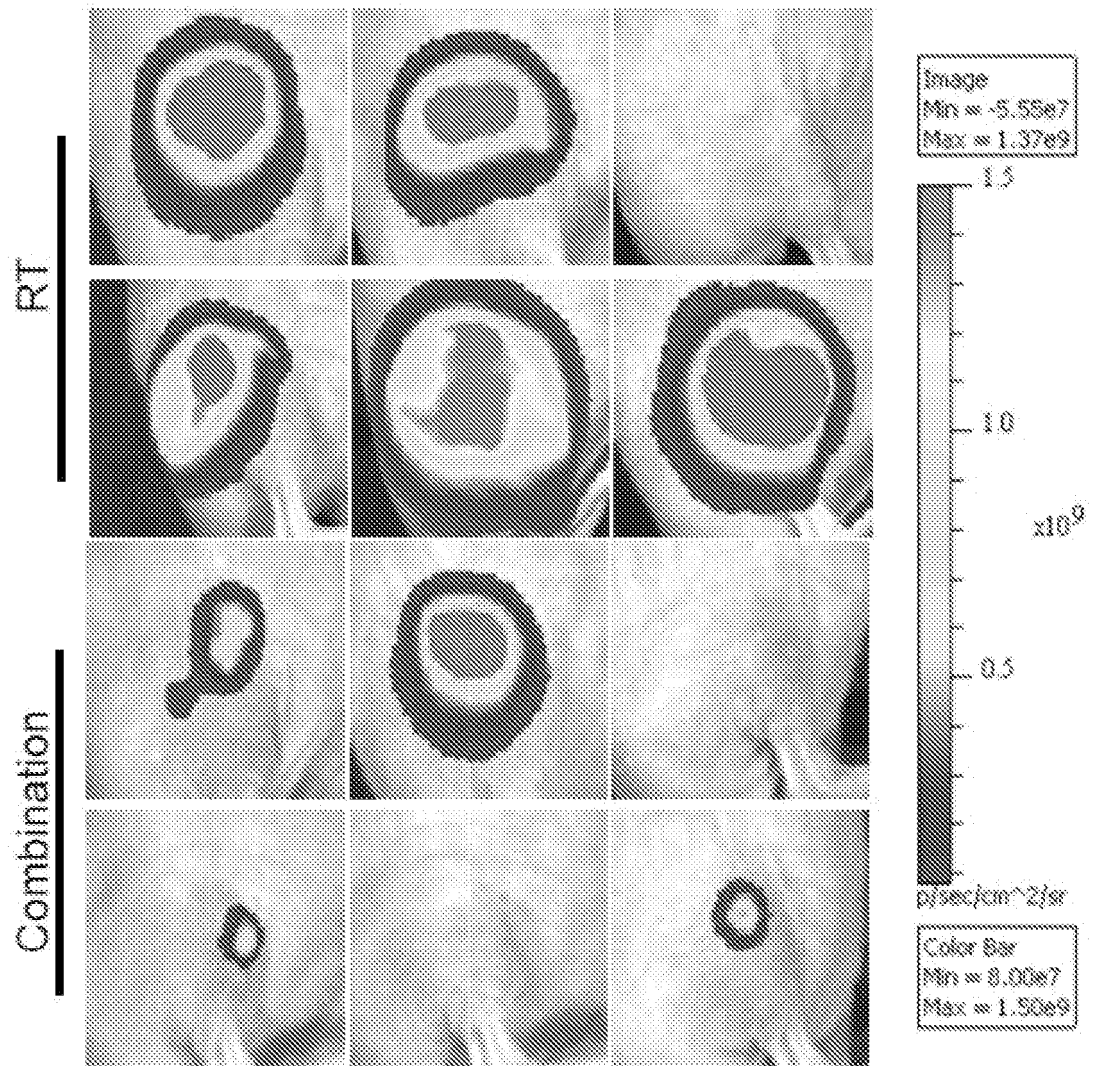 RT
Combination
Image
Min = -5.55e7
Max = 1.37e9
1.5
1.0
x10^9
0.5
p/sec/cm^2/sr
Color Bar
Min = 8.00e7
Max = 1.50e9